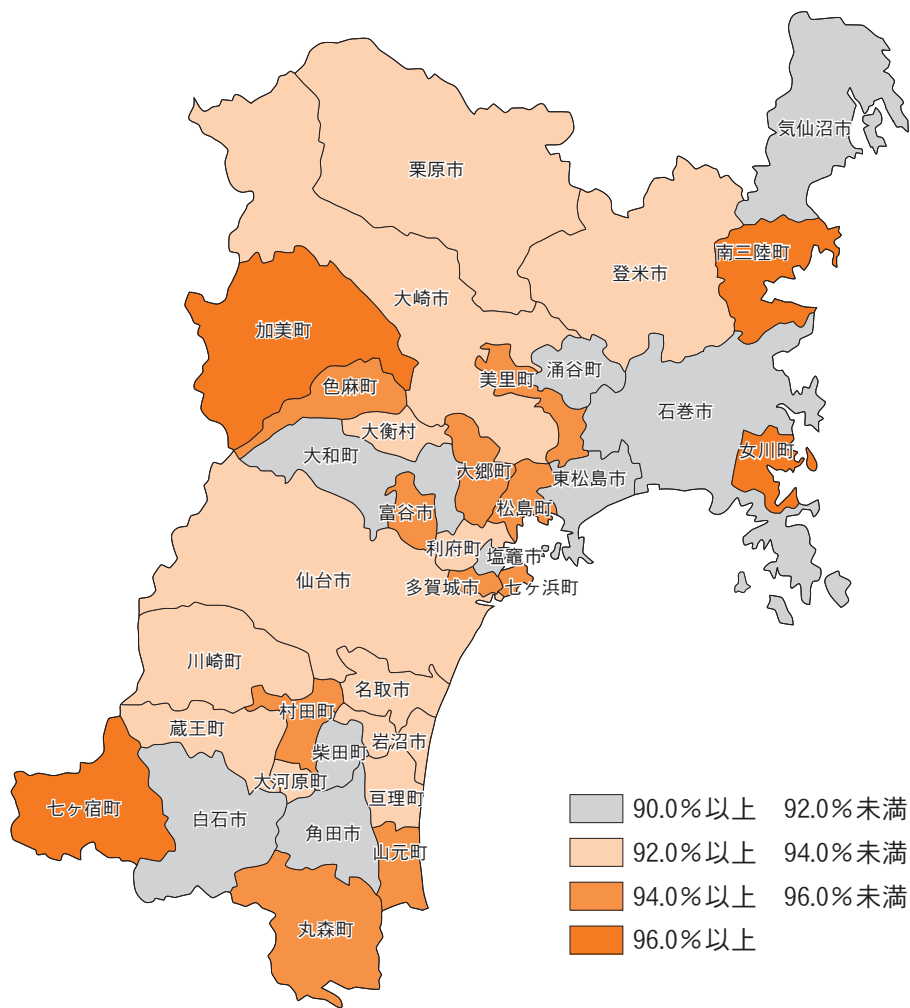 気仙沼市
栗原市
南三陸町
登米市
大崎市
加美町
涌谷町
美里町
色麻町
石巻市
大衡村
女川町
大和町
大郷町
東松島市
富谷市
松島町
利府町
塩竈市
仙台市
多賀城市
七ヶ浜町
川崎町
名取市
村田町
蔵王町
岩沼市
柴田町
大河原町
亘理町
七ヶ宿町
白石市
角田市
山元町
丸森町
90.0%以上 92.0%未満
92.0%以上 94.0%未満
94.0%以上 96.0%未満
96.0%以上